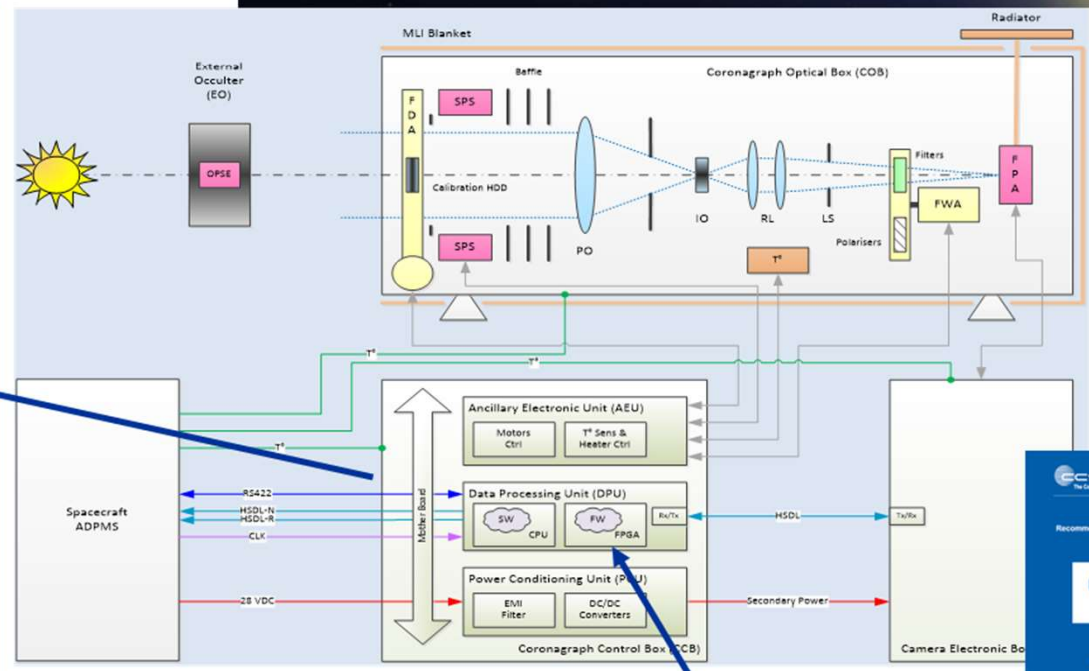 Radiator
MLI Blanket
External
Occulter
(EO)
OPSE
Baffle
Coronagraph Optical Box (COB)
F
D
A
SPS
Calibration HDD
SPS
PO
IO
RL
LS
Filters
FWA
Polarisers
F
P
A
T°
T°
T°
T°
Spacecraft
ADPMS
RS422
HSDL-N
HSDL-R
CLK
28 VDC
Mother Board
Ancillary Electronic Unit (AEU)
Motors
Ctrl
T° Sens &
Heater Ctrl
Data Processing Unit (DPU)
SW
CPU
FW
FPGA
Rx/Tx
HSDL
Tx/Rx
Power Conditioning Unit
EMI
Filter
DC/DC
Converters
Secondary Power
Coronagraph Control Box
Camera Electronic